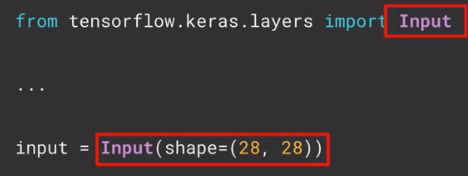 from tensorflow.keras.layers import Input
...
input = Input(shape=(28, 28))